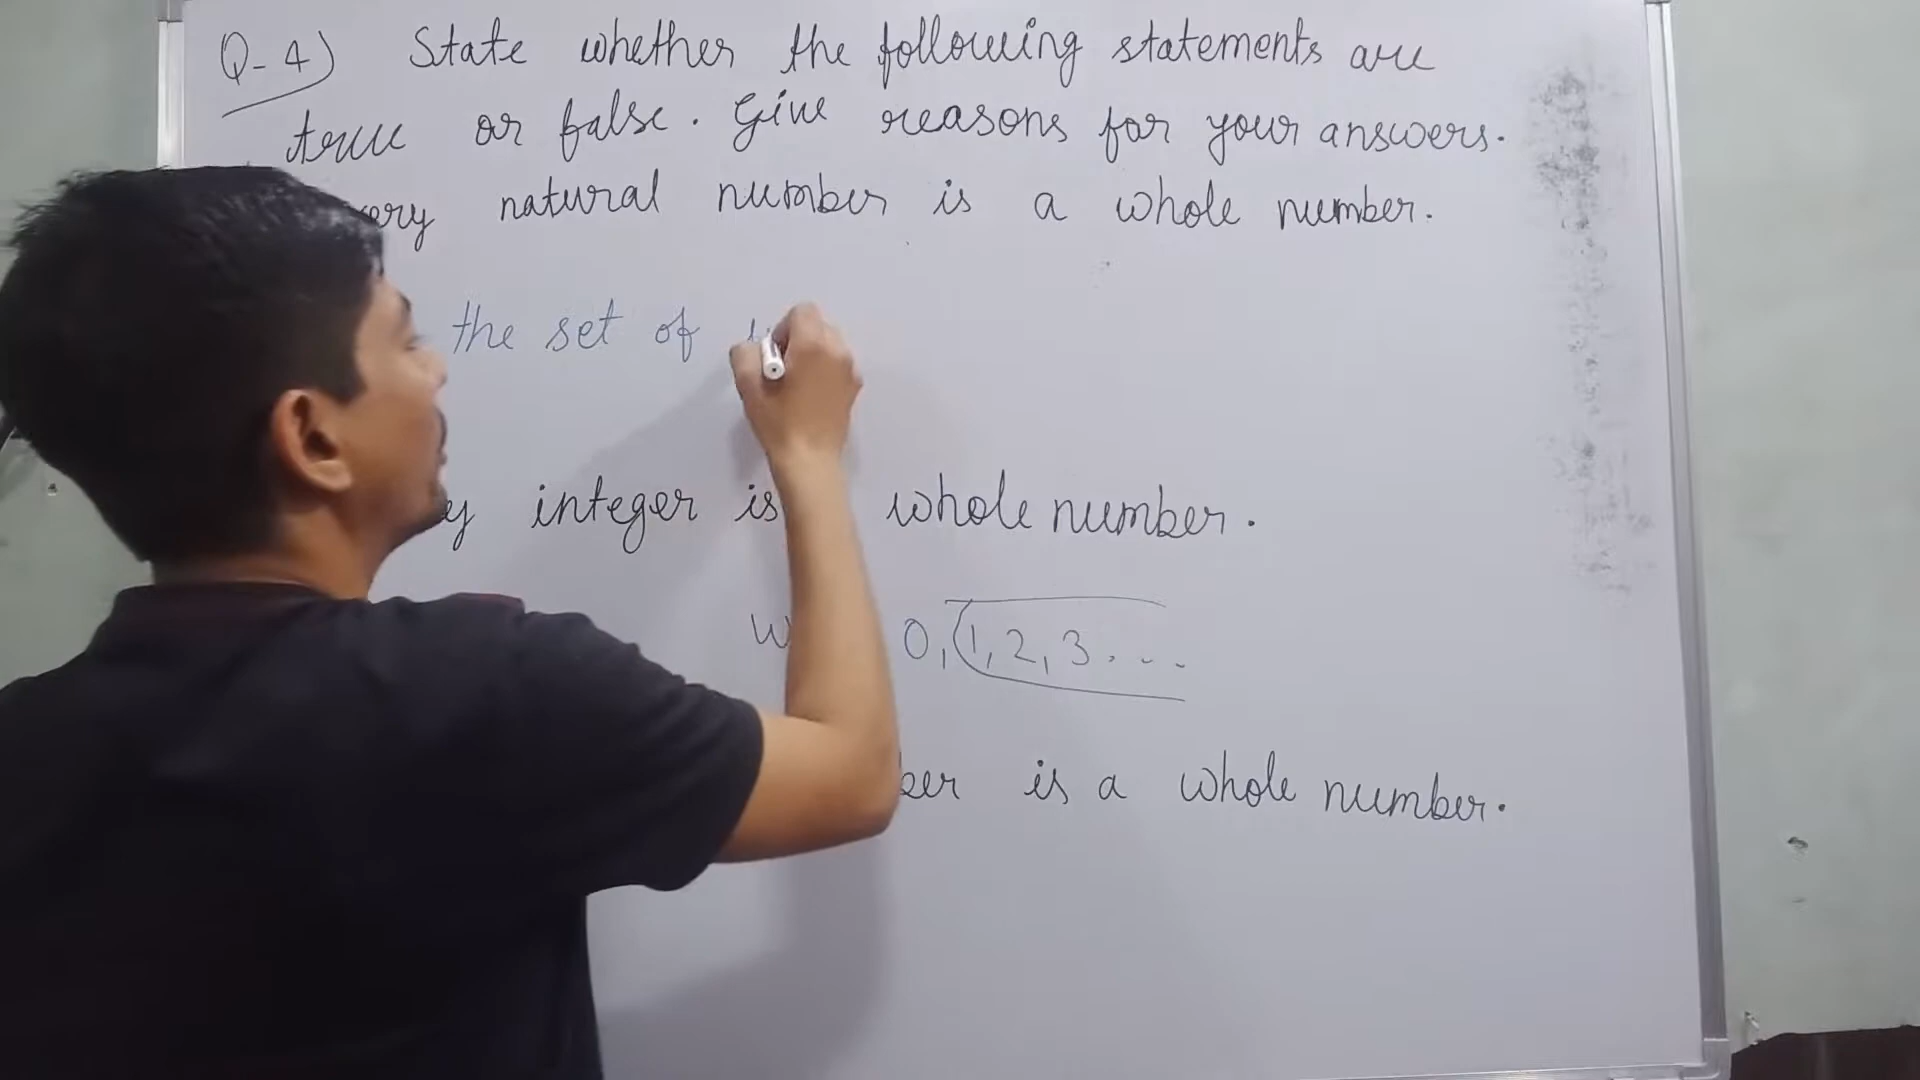 Q-4) State whether the following statements are
true or false. Give reasons for your answers.
natural number is a whole number.
the set of
integer is whole number.
W 0, 1, 2, 3 . . .
is a whole number.